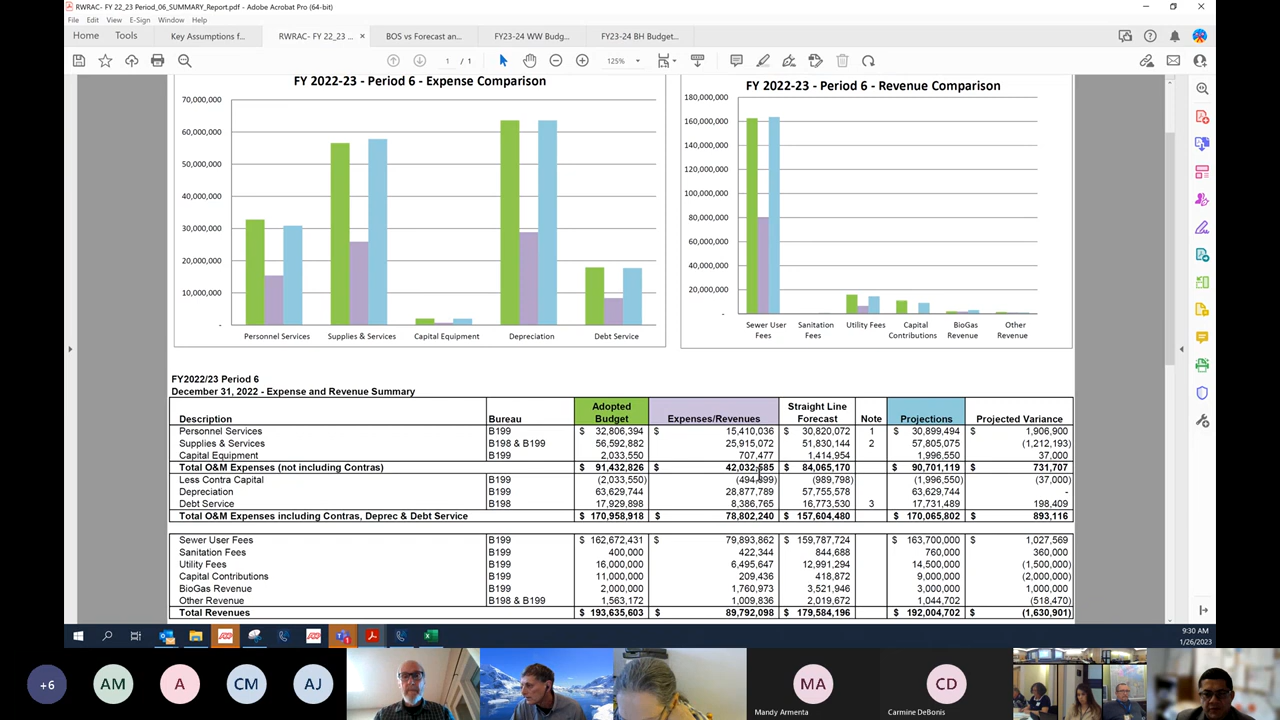 RWRAC- FY 22_23 Period_06_SUMMARY_Report.pdf - Adobe Acrobat Pro (64-bit)
File Edit View E-Sign Window Help
Home Tools Key Assumptions f... RWRAC- FY 22_23 ... × BOS vs Forecast an... FY23-24 WW Budg... FY23-24 BH Budget...
1 / 1 125%
FY 2022-23 - Period 6 - Expense Comparison
70,000,000
60,000,000
50,000,000
40,000,000
30,000,000
20,000,000
10,000,000
-
Personnel Services Supplies & Services Capital Equipment Depreciation Debt Service
FY 2022-23 - Period 6 - Revenue Comparison
180,000,000
160,000,000
140,000,000
120,000,000
100,000,000
80,000,000
60,000,000
40,000,000
20,000,000
-
Sewer User Fees Sanitation Fees Utility Fees Capital Contributions BioGas Revenue Other Revenue
FY2022/23 Period 6
December 31, 2022 - Expense and Revenue Summary
Description Bureau Adopted Budget Expenses/Revenues Straight Line Forecast Note Projections Projected Variance
Personnel Services B199 $ 32,806,394 $ 15,410,036 $ 30,820,072 1 $ 30,899,494 $ 1,906,900
Supplies & Services B198 & B199 56,592,882 25,915,072 51,830,144 2 57,805,075 (1,212,193)
Capital Equipment B199 2,033,550 707,477 1,414,954 1,996,550 37,000
Total O&M Expenses (not including Contras) $ 91,432,826 $ 42,032,585 $ 84,065,170 $ 90,701,119 $ 731,707
Less Contra Capital B199 (2,033,550) (494,899) (989,798) (1,996,550) (37,000)
Depreciation B199 63,629,744 28,877,789 57,755,578 63,629,744 -
Debt Service B198 17,929,898 8,386,765 16,773,530 3 17,731,489 198,409
Total O&M Expenses including Contras, Deprec & Debt Service $ 170,958,918 $ 78,802,240 $ 157,604,480 $ 170,065,802 $ 893,116
Sewer User Fees B199 $ 162,672,431 $ 79,893,862 $ 159,787,724 $ 163,700,000 $ 1,027,569
Sanitation Fees B199 400,000 422,344 844,688 760,000 360,000
Utility Fees B199 16,000,000 6,495,647 12,991,294 14,500,000 (1,500,000)
Capital Contributions B199 11,000,000 209,436 418,872 9,000,000 (2,000,000)
BioGas Revenue B199 2,000,000 1,760,973 3,521,946 3,000,000 1,000,000
Other Revenue B198 & B199 1,563,172 1,009,836 2,019,672 1,044,702 (518,470)
Total Revenues $ 193,635,603 $ 89,792,098 $ 179,584,196 $ 192,004,702 $ (1,630,901)
9:30 AM
1/26/2023
+6 AM A CM AJ MA CD
Mandy Armenta Carmine DeBonis